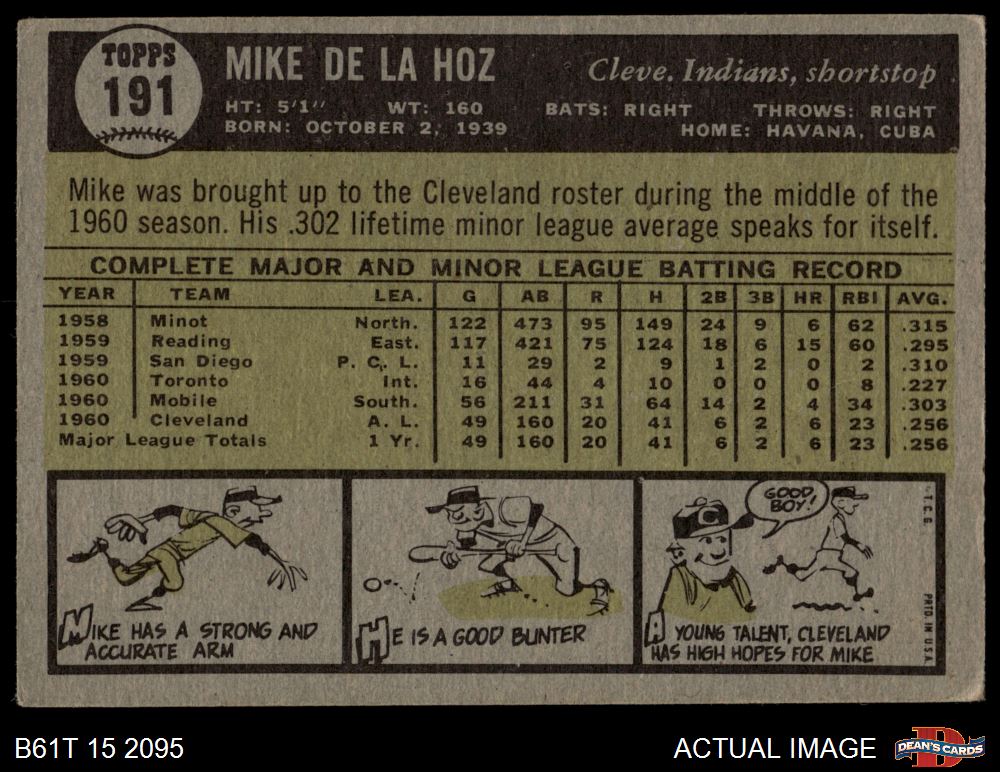 TOPPS
191
MIKE DE LA HOZ
Cleve. Indians, shortstop
HT: 5'1" WT: 160 BATS: RIGHT THROWS: RIGHT
BORN: OCTOBER 2, 1939 HOME: HAVANA, CUBA
Mike was brought up to the Cleveland roster during the middle of the
1960 season. His .302 lifetime minor league average speaks for itself.
COMPLETE MAJOR AND MINOR LEAGUE BATTING RECORD
YEAR TEAM LEA. G AB R H 2B 3B HR RBI AVG.
1958 Minot North. 122 473 95 149 24 9 6 62 .315
1959 Reading East. 117 421 75 124 18 6 15 60 .295
1959 San Diego P. C. L. 11 29 2 9 1 2 0 2 .310
1960 Toronto Int. 16 44 4 10 0 0 0 8 .227
1960 Mobile South. 56 211 31 64 14 2 4 34 .303
1960 Cleveland A. L. 49 160 20 41 6 2 6 23 .256
Major League Totals 1 Yr. 49 160 20 41 6 2 6 23 .256
MIKE HAS A STRONG AND
ACCURATE ARM
HE IS A GOOD BUNTER
C
GOOD
BOY!
A YOUNG TALENT, CLEVELAND
HAS HIGH HOPES FOR MIKE
T.C.G.
PRTD IN U.S.A.
B61T 15 2095
ACTUAL IMAGE
D
DEAN'S CARDS